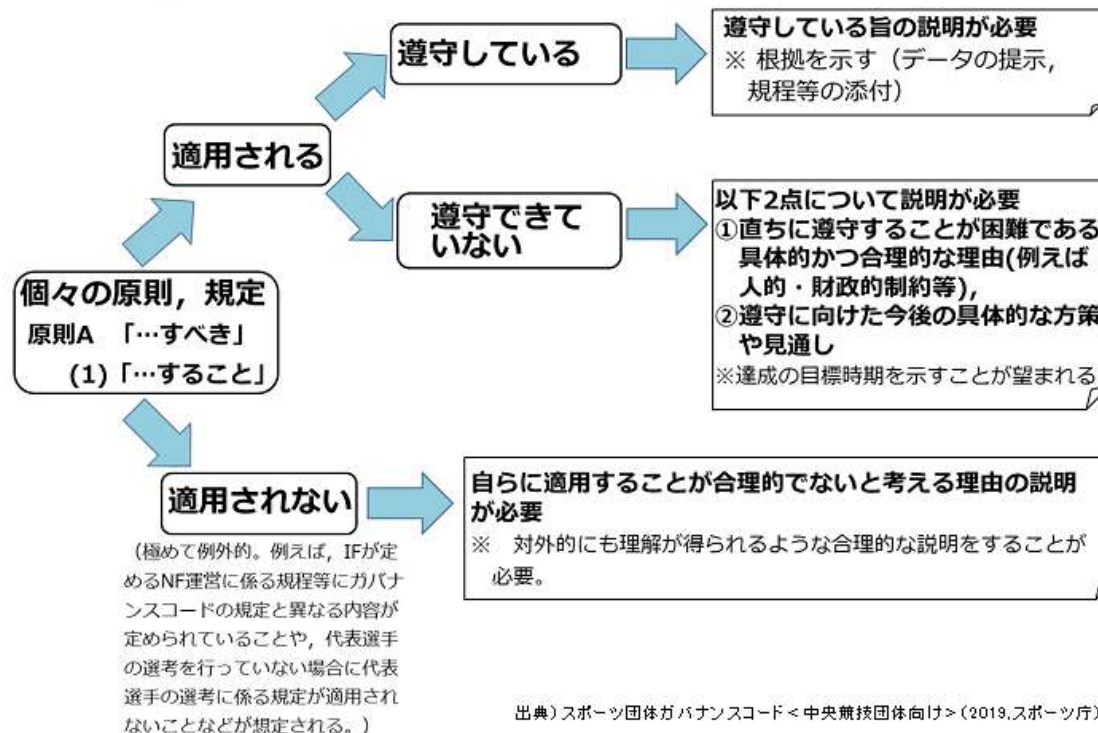 遵守している
遵守している旨の説明が必要
※ 根拠を示す（データの提示，
規程等の添付）
適用される
遵守できて
いない
以下2点について説明が必要
①直ちに遵守することが困難である
具体的かつ合理的な理由(例えば
人的・財政的制約等),
②遵守に向けた今後の具体的な方策
や見通し
※達成の目標時期を示すことが望まれる
個々の原則，規定
原則A 「…すべき」
(1)「…すること」
適用されない
（極めて例外的。例えば，IFが定
めるNF運営に係る規程等にガバナ
ンスコードの規定と異なる内容が
定められていることや，代表選手
の選考を行っていない場合に代表
選手の選考に係る規定が適用され
ないことなどが想定される。）
自らに適用することが合理的でないと考える理由の説明
が必要
※ 対外的にも理解が得られるような合理的な説明をすることが
必要。
出典）スポーツ団体ガバナンスコード＜中央競技団体向け＞（2019,スポーツ庁）